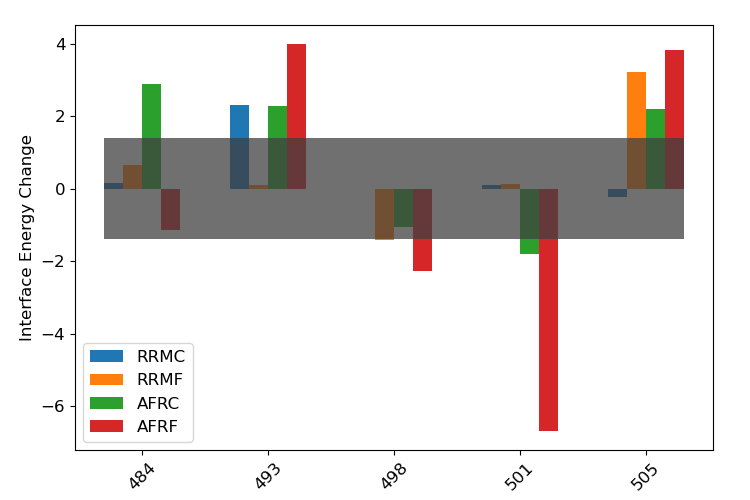 Interface Energy Change
4
2
0
−2
−4
−6
RRMC
RRMF
AFRC
AFRF
484
493
498
501
505